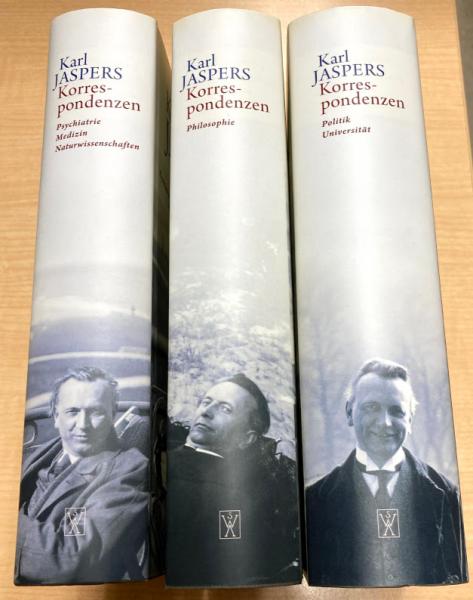 Karl
JASPERS
Korres-
pondenzen
Psychiatrie
Medizin
Naturwissenschaften
Karl
JASPERS
Korres-
pondenzen
Philosophie
Karl
JASPERS
Korres-
pondenzen
Politik
Universität